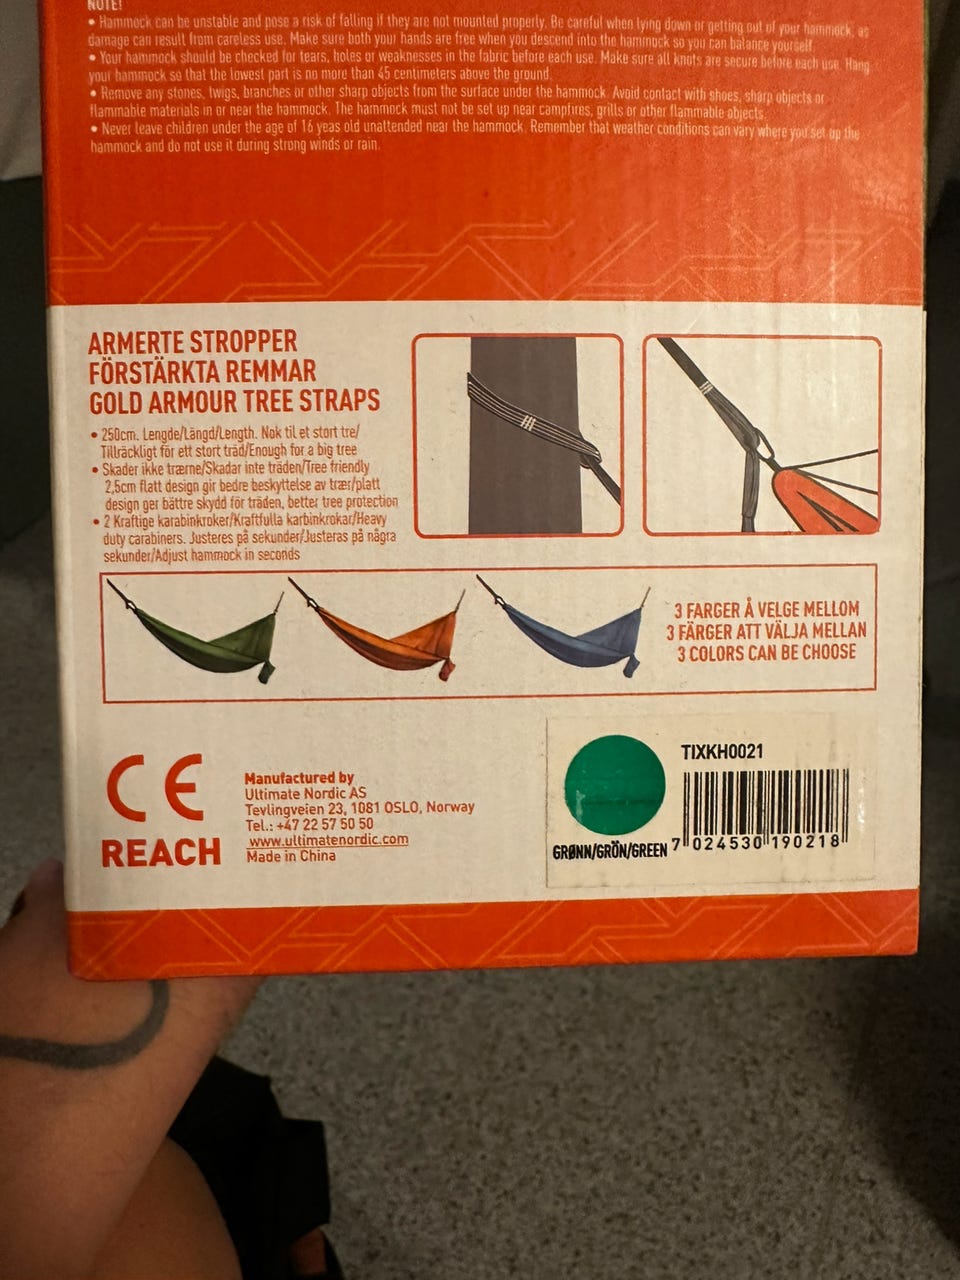 NOTE!
• Hammock can be unstable and pose a risk of falling if they are not mounted properly. Be careful when lying down or getting out of your hammock, as
damage can result from careless use. Make sure both your hands are free when you descend into the hammock so you can balance yourself.
• Your hammock should be checked for tears, holes or weaknesses in the fabric before each use. Make sure all knots are secure before each use. Hang
your hammock so that the lowest part is no more than 45 centimeters above the ground.
• Remove any stones, twigs, branches or other sharp objects from the surface under the hammock. Avoid contact with shoes, sharp objects or
flammable materials in or near the hammock. The hammock must not be set up near campfires, grills or other flammable objects.
• Never leave children under the age of 16 yeas old unattended near the hammock. Remember that weather conditions can vary where you set up the
hammock and do not use it during strong winds or rain.
ARMERTE STROPPER
FÖRSTÄRKTA REMMAR
GOLD ARMOUR TREE STRAPS
• 250cm. Lengde/Längd/Length. Nok til et stort tre/
Tillräckligt för ett stort träd/Enough for a big tree
• Skader ikke trærne/Skadar inte träden/Tree friendly
2,5cm flatt design gir bedre beskyttelse av trær/platt
design ger bättre skydd för träden, better tree protection
• 2 Kraftige karabinkroker/Kraftfulla karbinkrokar/Heavy
duty carabiners. Justeres på sekunder/Justeras på några
sekunder/Adjust hammock in seconds
3 FARGER Å VELGE MELLOM
3 FÄRGER ATT VÄLJA MELLAN
3 COLORS CAN BE CHOOSE
CE
REACH
Manufactured by
Ultimate Nordic AS
Tevlingveien 23, 1081 OSLO, Norway
Tel.: +47 22 57 50 50
www.ultimatenordic.com
Made in China
TIXKH0021
GRØNN/GRÖN/GREEN
7 024530 190218